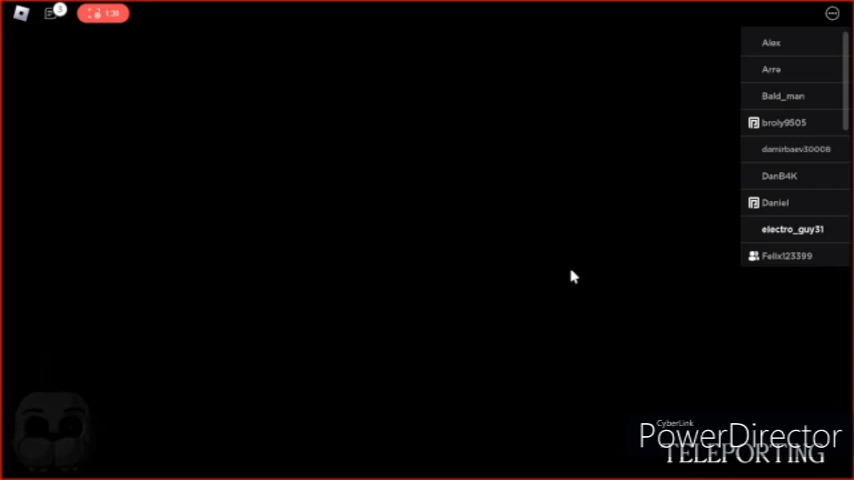 5
1:38
Alex
Arre
Bald_man
broly9505
damirbaev30008
DanB4K
Daniel
electro_guy31
Felix123399
CyberLink
PowerDirector
TELEPORTING